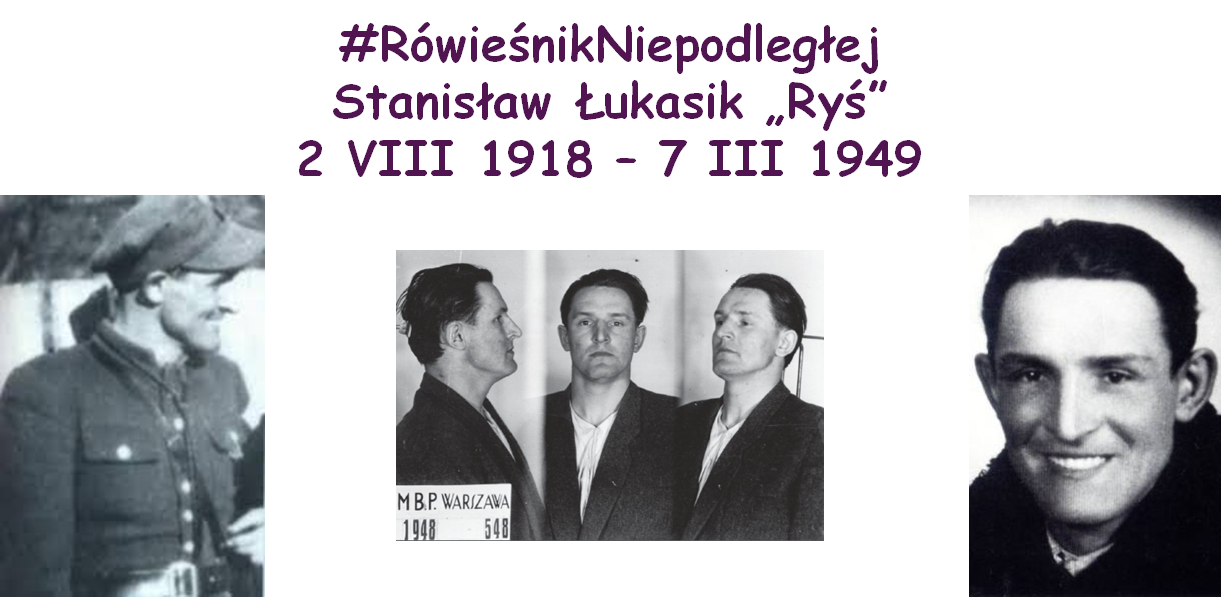 #RówieśnikNiepodległej
Stanisław Łukasik „Ryś”
2 VIII 1918 – 7 III 1949
M.B.P. WARSZAWA
1948 548